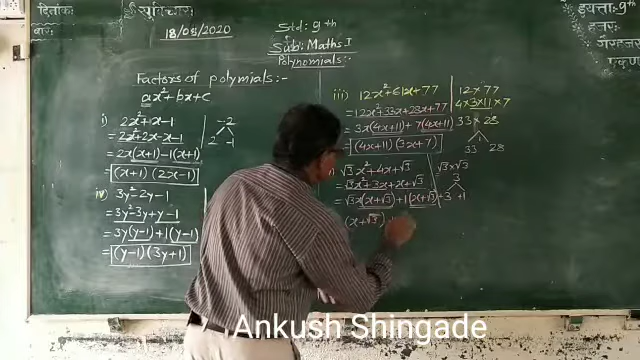 दिनांक:
सुविचार:
इयत्ता: 9th
वार:
हजर:
गैरहजर
एकूण
18/08/2020
Std: 9th
Sub: Maths I
Polynomials:-
Factors of polymials:-
ax²+bx+c
i) 2x²+x-1
= 2x²+2x-x-1
= 2x(x+1)-1(x+1)
= (x+1) (2x-1)
-2
2 -1
iv) 3y²-2y-1
= 3y²-3y+y-1
= 3y(y-1)+1(y-1)
= (y-1)(3y+1)
iii) 12x²+61x+77
= 12x²+33x+28x+77
= 3x(4x+11)+7(4x+11)
= (4x+11)(3x+7)
12×77
4×3×11×7
33×28
33 28
) √3x²+4x+√3
= √3x²+3x+x+√3
= √3x(x+√3)+1(x+√3)
(x+√3)
√3×√3
3
+3 +1
Ankush Shingade